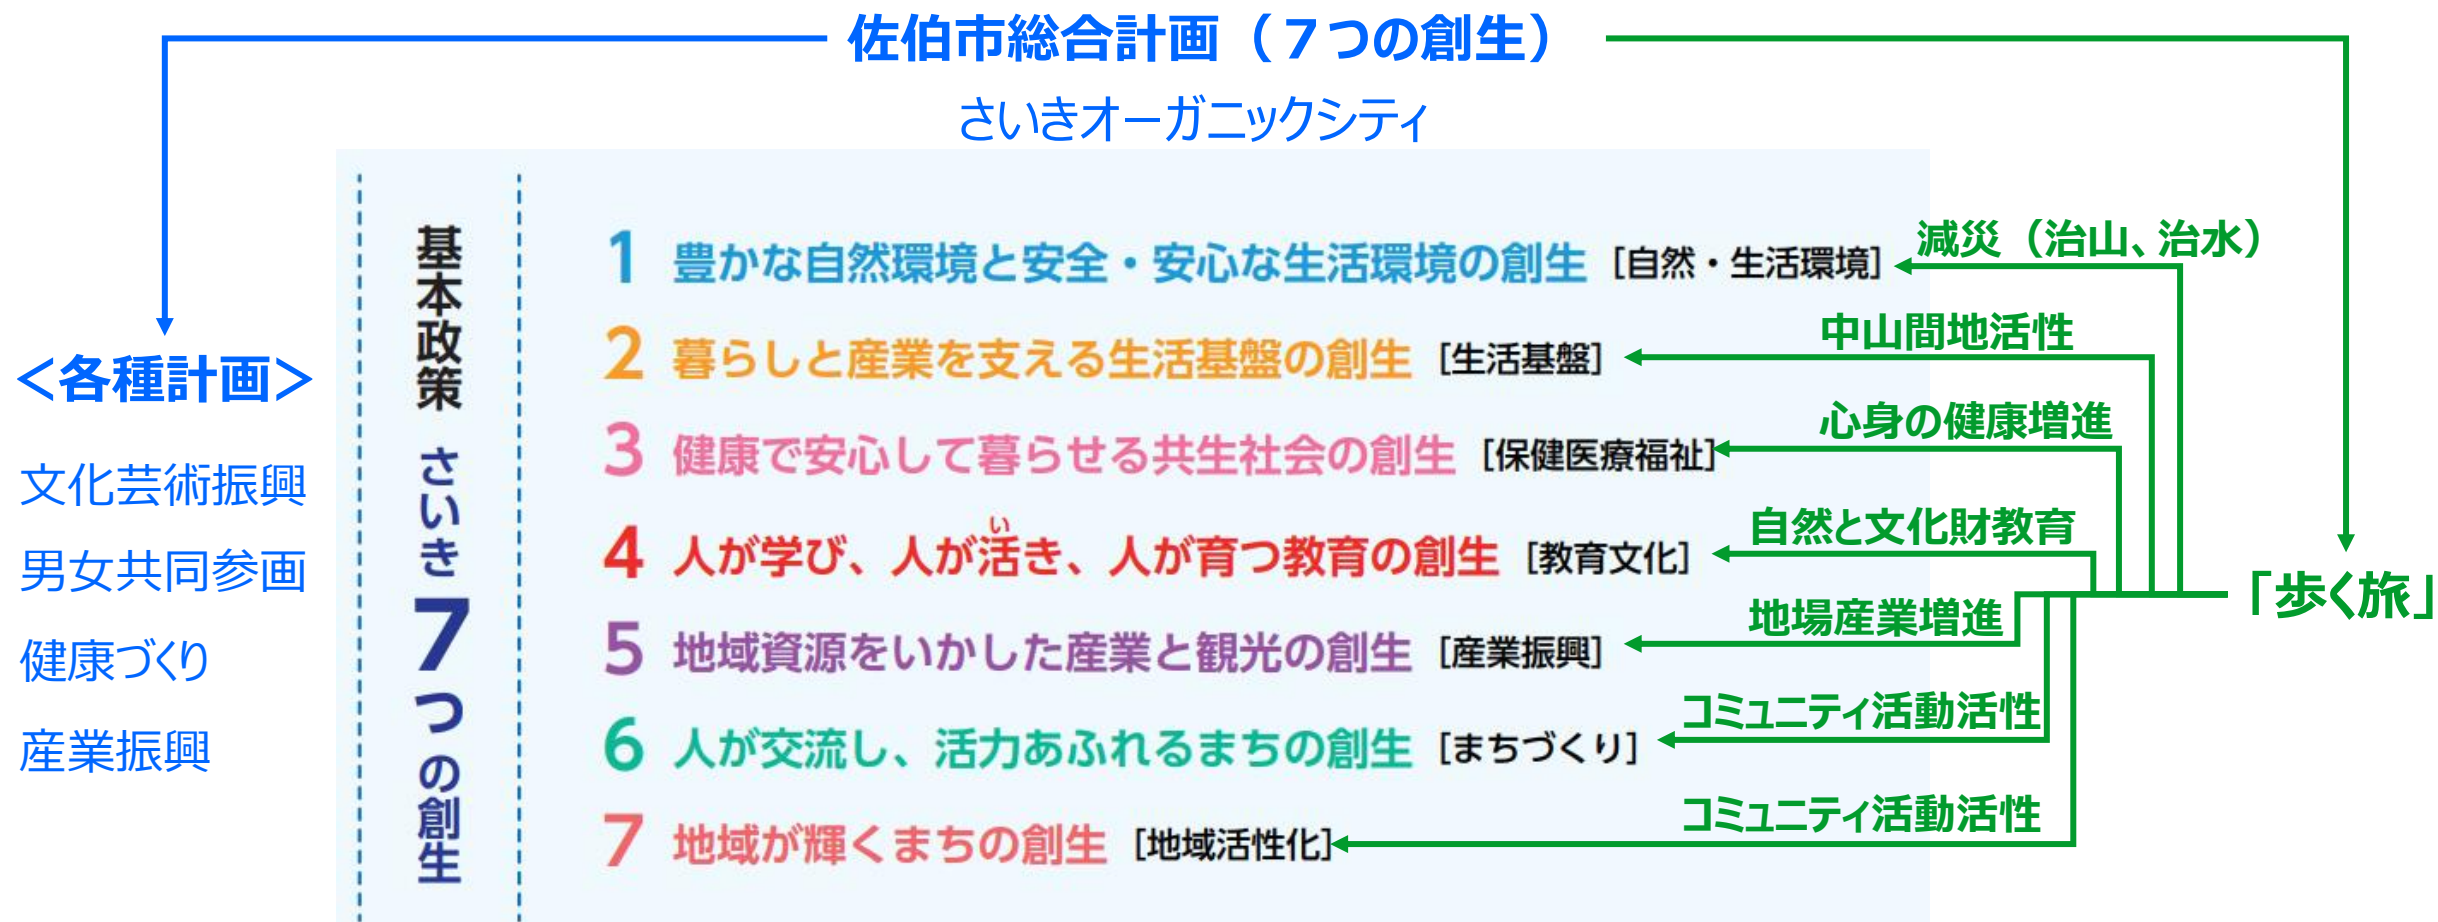 佐伯市総合計画（７つの創生）
さいきオーガニックシティ
＜各種計画＞
文化芸術振興
男女共同参画
健康づくり
産業振興
基本政策 さいき7つの創生
1 豊かな自然環境と安全・安心な生活環境の創生 [自然・生活環境]
減災（治山、治水）
2 暮らしと産業を支える生活基盤の創生 [生活基盤]
中山間地活性
3 健康で安心して暮らせる共生社会の創生 [保健医療福祉]
心身の健康増進
い
4 人が学び、人が活き、人が育つ教育の創生 [教育文化]
自然と文化財教育
5 地域資源をいかした産業と観光の創生 [産業振興]
地場産業増進
6 人が交流し、活力あふれるまちの創生 [まちづくり]
コミュニティ活動活性
7 地域が輝くまちの創生 [地域活性化]
コミュニティ活動活性
「歩く旅」